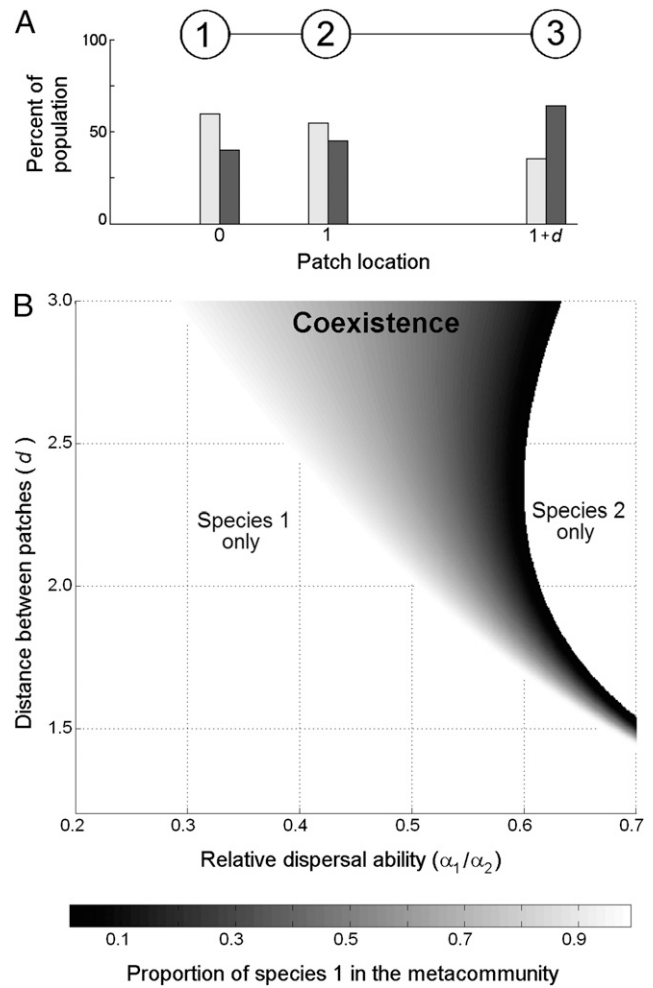 A
1 2 3
100
50
0
Percent of
population
0 1 1+d
Patch location
B
3.0
2.5
2.0
1.5
Distance between patches (d)
Coexistence
Species 1
only
Species 2
only
0.2 0.3 0.4 0.5 0.6 0.7
Relative dispersal ability (α₁/α₂)
0.1 0.3 0.5 0.7 0.9
Proportion of species 1 in the metacommunity